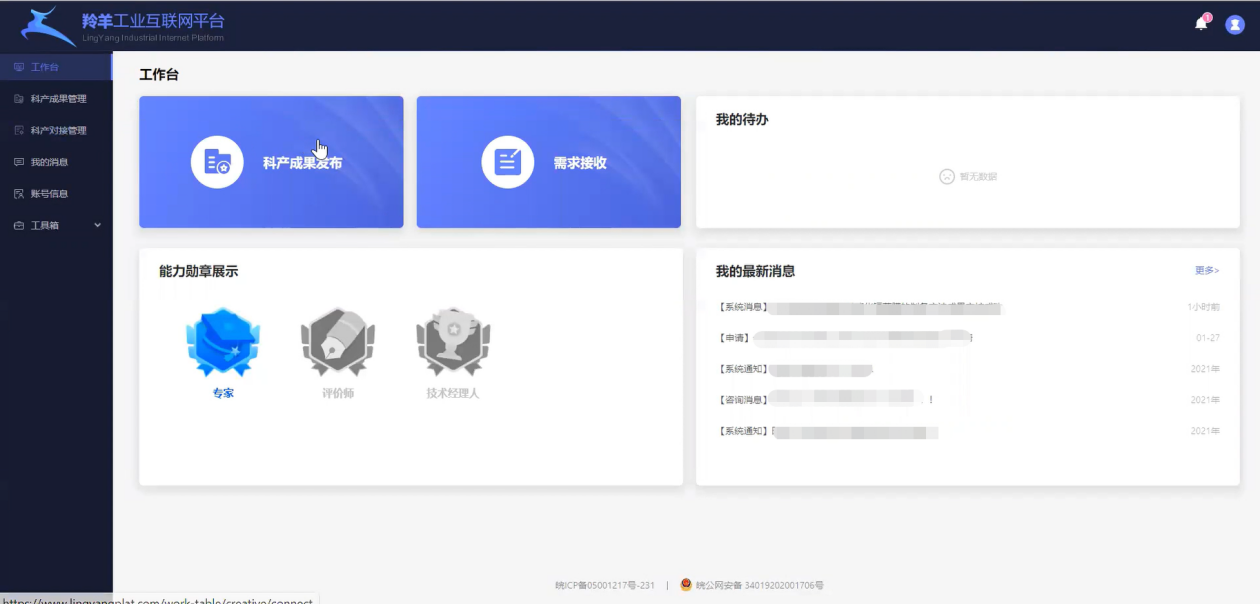 羚羊工业互联网平台
LingYang Industrial Internet Platform
1
工作台
科产成果管理
科产对接管理
我的消息
账号信息
工具箱
工作台
科产成果发布
需求接收
我的待办
暂无数据
能力勋章展示
专家
评价师
技术经理人
我的最新消息
更多>
【系统消息】
1小时前
【申请】
01-27
【系统通知】
2021年
【咨询消息】 ！
2021年
【系统通知】
2021年
皖ICP备05001217号-231 | 皖公网安备 34019202001706号
https://www.lingyangplat.com/work-table/creative/connect